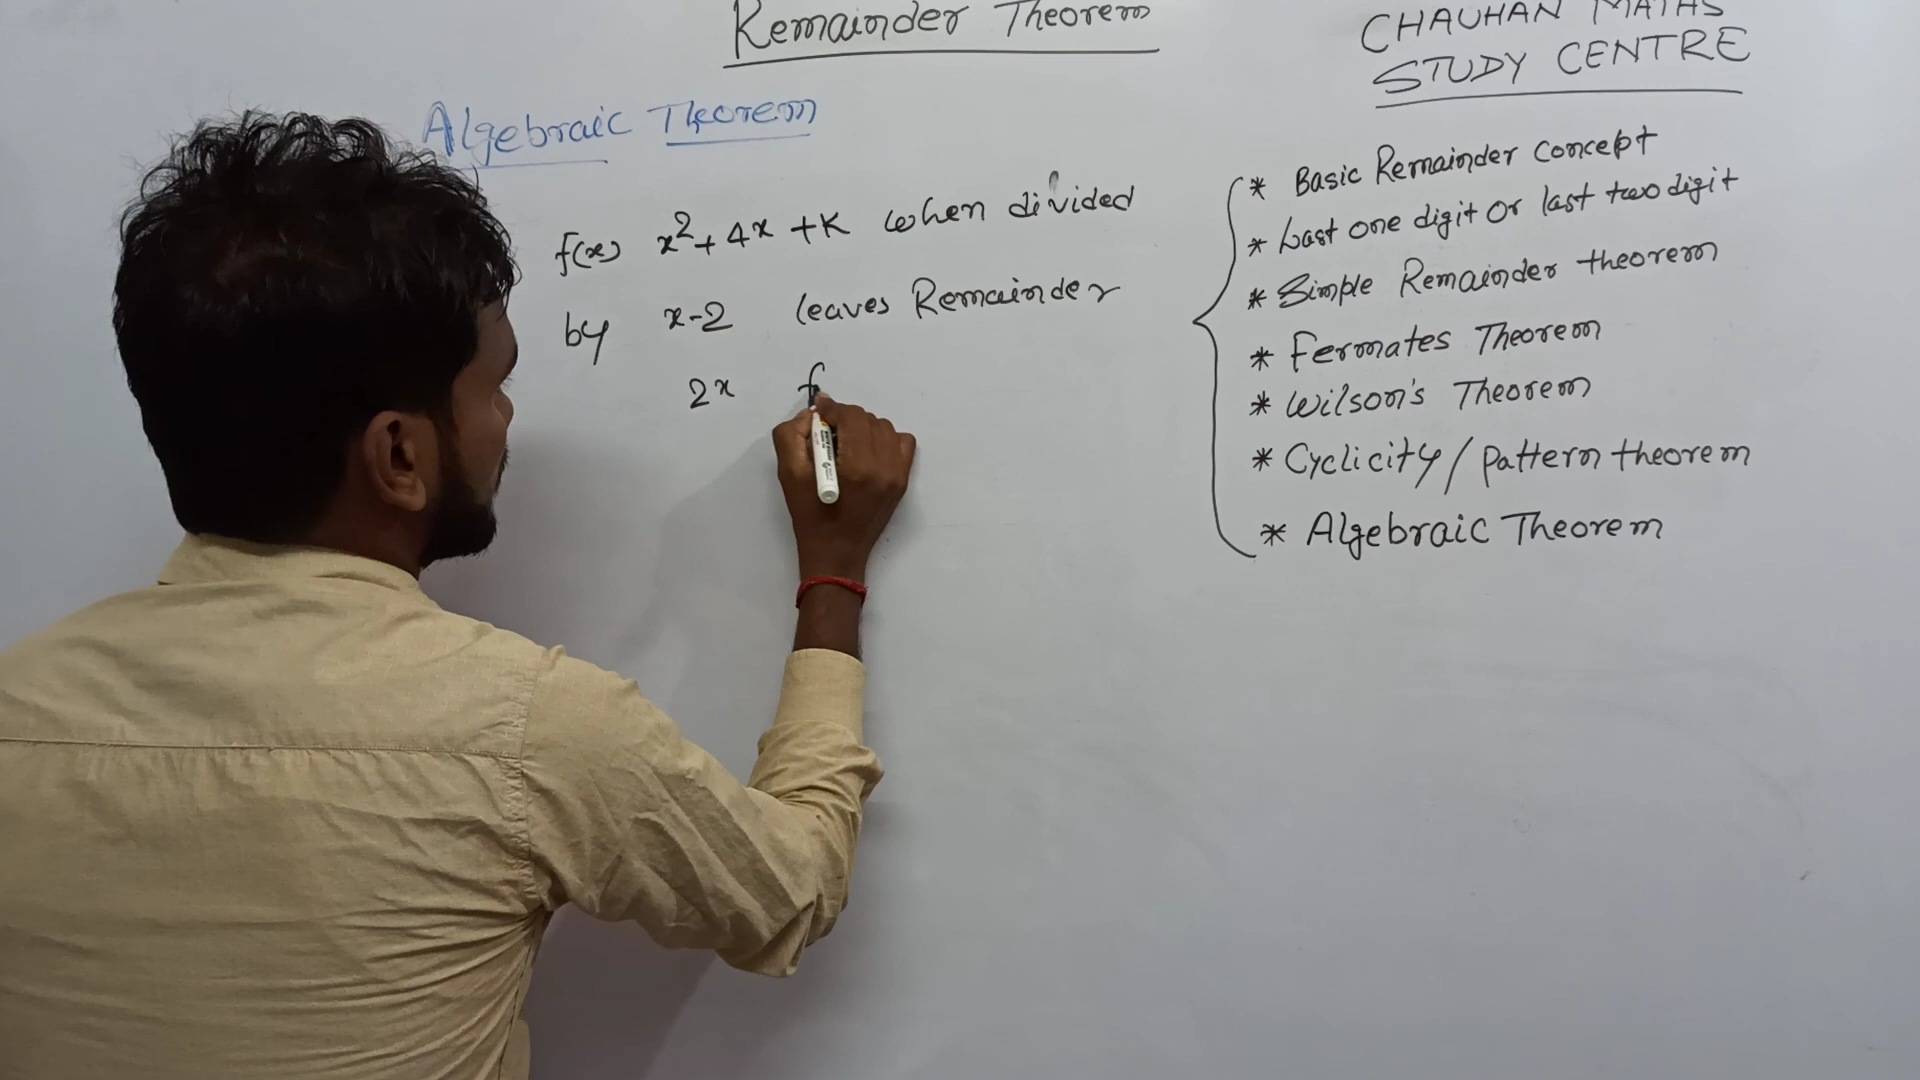 Remainder Theorem
CHAUHAN MATHS
STUDY CENTRE
Algebraic Theorem
f(x) x²+4x+K when divided
by x-2 leaves Remainder
2x f
* Basic Remainder concept
* Last one digit or last two digit
* Simple Remainder theorem
* Fermates Theorem
* Wilson's Theorem
* Cyclicity/pattern theorem
* Algebraic Theorem